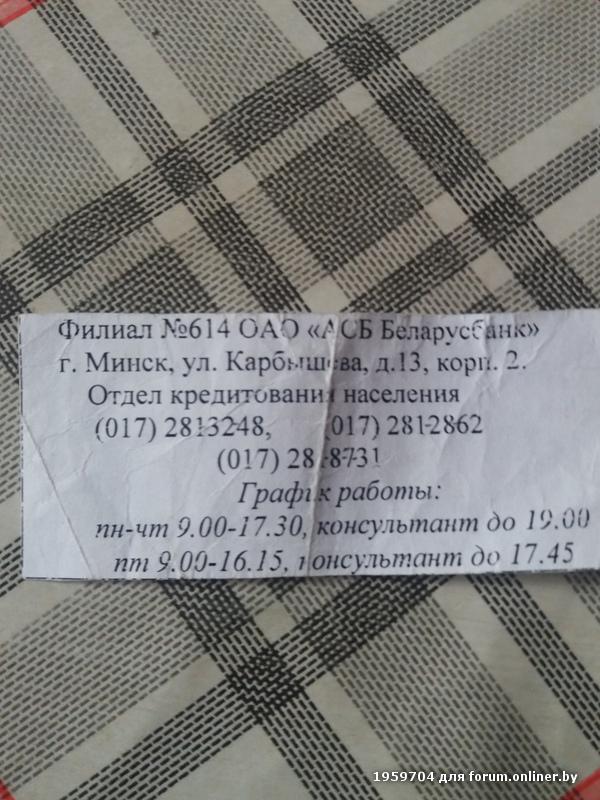 Филиал №614 ОАО «АСБ Беларусбанк»
г. Минск, ул. Карбышева, д.13, корп. 2.
Отдел кредитования населения
(017) 2813248, (017) 281-2862
(017)
График работы:
пн-чт 9.00-17.30, консультант до 19.00
пт 9.00-16.15, консультант до 17.45
1959704 для forum.onliner.by